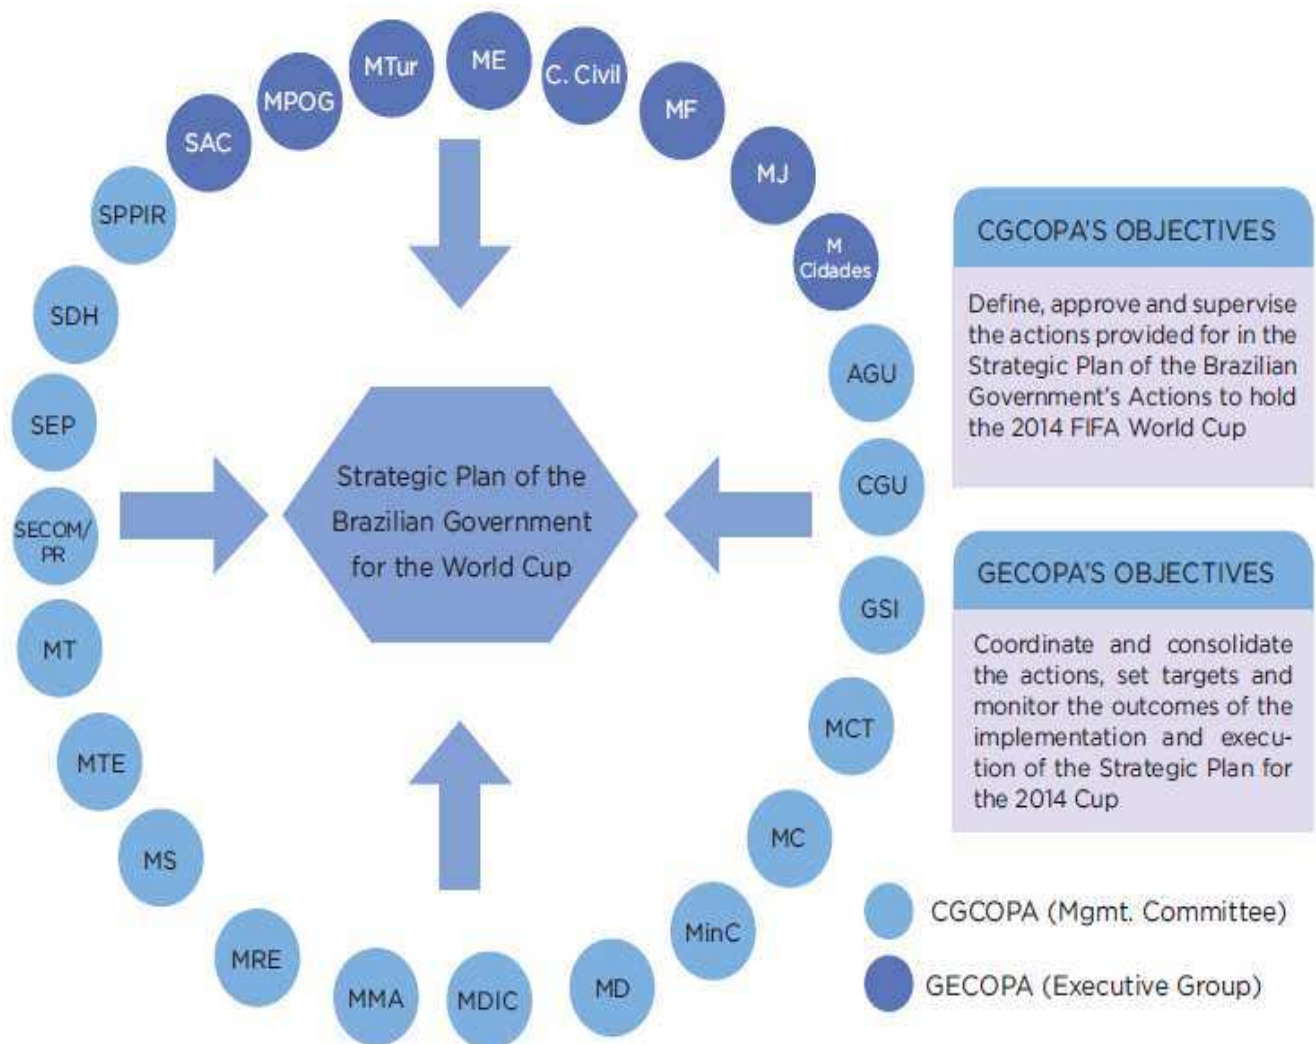 MTur
ME
C. Civil
MPOG
MF
SAC
MJ
SPPIR
M
Cidades
SDH
AGU
SEP
CGU
SECOM/
PR
GSI
MT
MCT
MTE
MC
MS
MinC
MRE
MD
MMA
MDIC
Strategic Plan of the
Brazilian Government
for the World Cup
CGCOPA'S OBJECTIVES
Define, approve and supervise
the actions provided for in the
Strategic Plan of the Brazilian
Government's Actions to hold
the 2014 FIFA World Cup
GECOPA'S OBJECTIVES
Coordinate and consolidate
the actions, set targets and
monitor the outcomes of the
implementation and execu-
tion of the Strategic Plan for
the 2014 Cup
CGCOPA (Mgmt. Committee)
GECOPA (Executive Group)